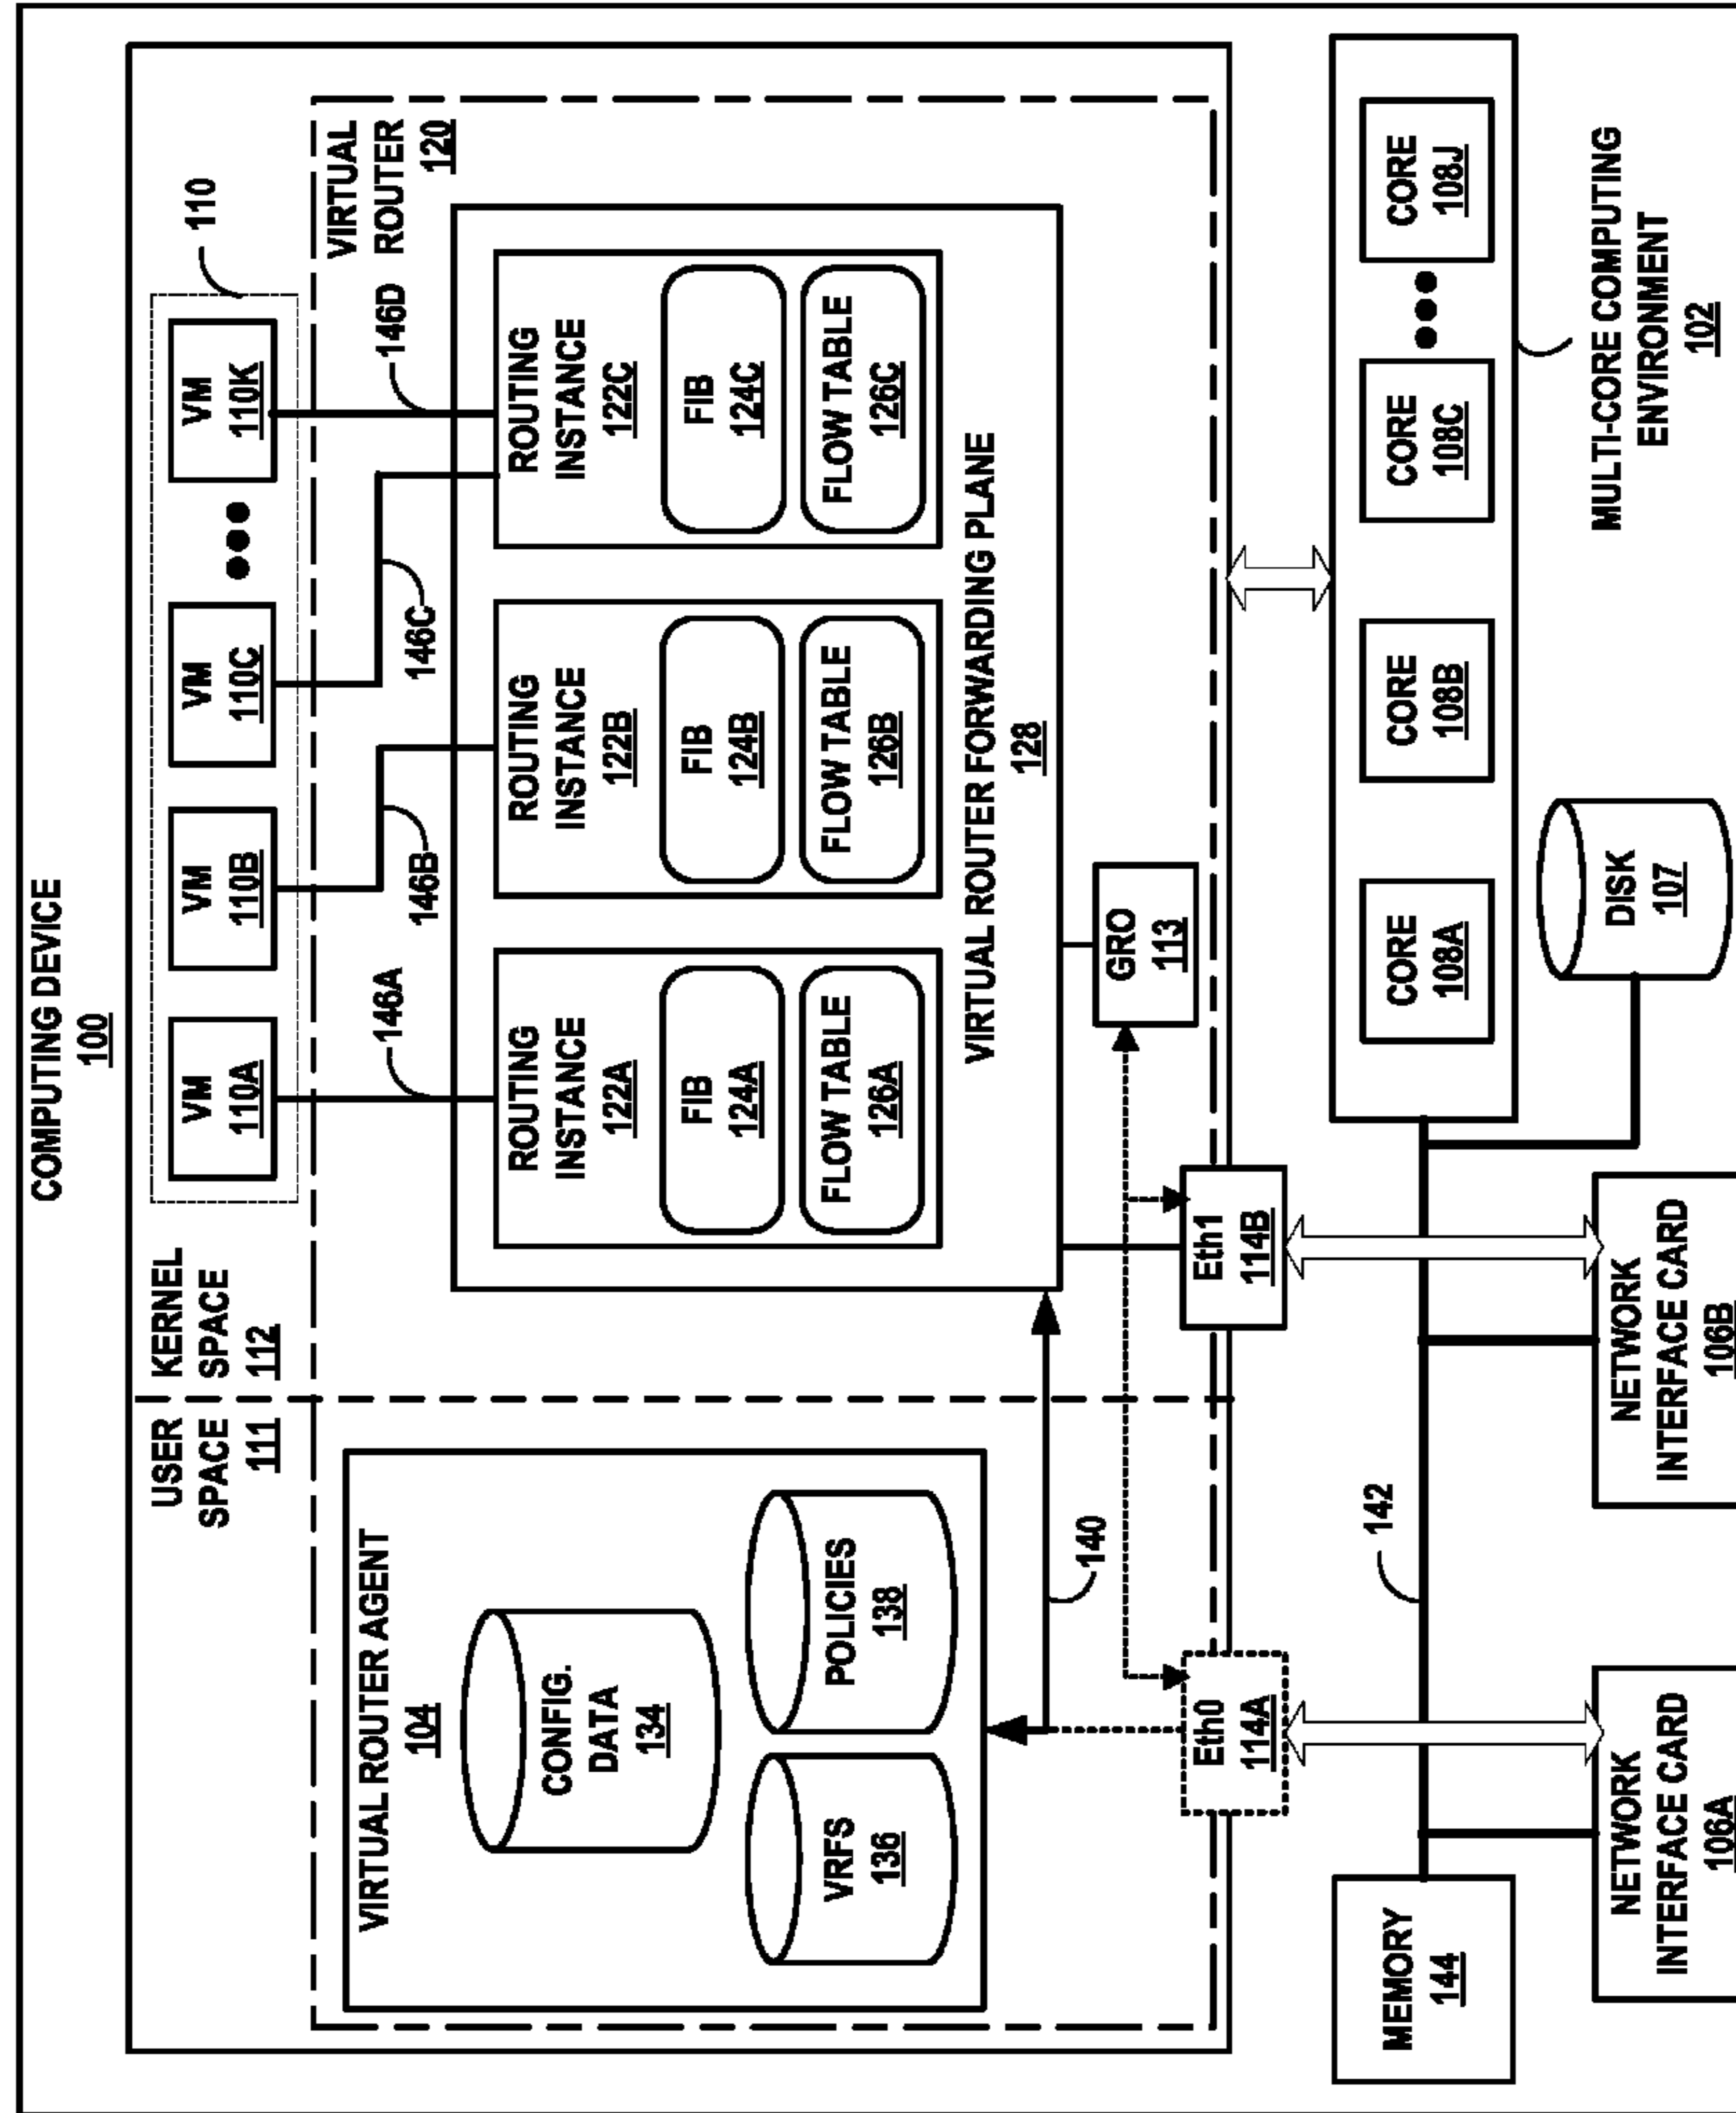 COMPUTING DEVICE
100
USER
SPACE
111
KERNEL
SPACE
112
VM
110A
VM
110B
VM
110C
VM
110K
110
146A
146B
146C
146D
VIRTUAL
ROUTER
120
VIRTUAL ROUTER AGENT
104
CONFIG.
DATA
134
VRFS
136
POLICIES
138
ROUTING
INSTANCE
122A
FIB
124A
FLOW TABLE
126A
ROUTING
INSTANCE
122B
FIB
124B
FLOW TABLE
126B
ROUTING
INSTANCE
122C
FIB
124C
FLOW TABLE
126C
VIRTUAL ROUTER FORWARDING PLANE
128
140
GRO
113
Eth0
114A
Eth1
114B
MEMORY
144
142
CORE
108A
CORE
108B
CORE
108C
CORE
108J
MULTI-CORE COMPUTING
ENVIRONMENT
102
NETWORK
INTERFACE CARD
106A
NETWORK
INTERFACE CARD
106B
DISK
107